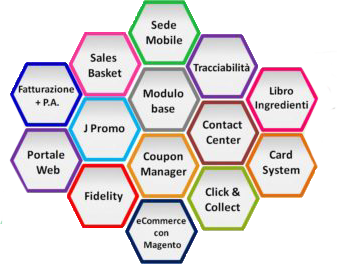 Sede
Mobile
Sales
Basket
Tracciabilità
Fatturazione
+ P.A.
Modulo
base
Libro
Ingredienti
J Promo
Contact
Center
Portale
Web
Coupon
Manager
Card
System
Fidelity
Click &
Collect
eCommerce
con
Magento